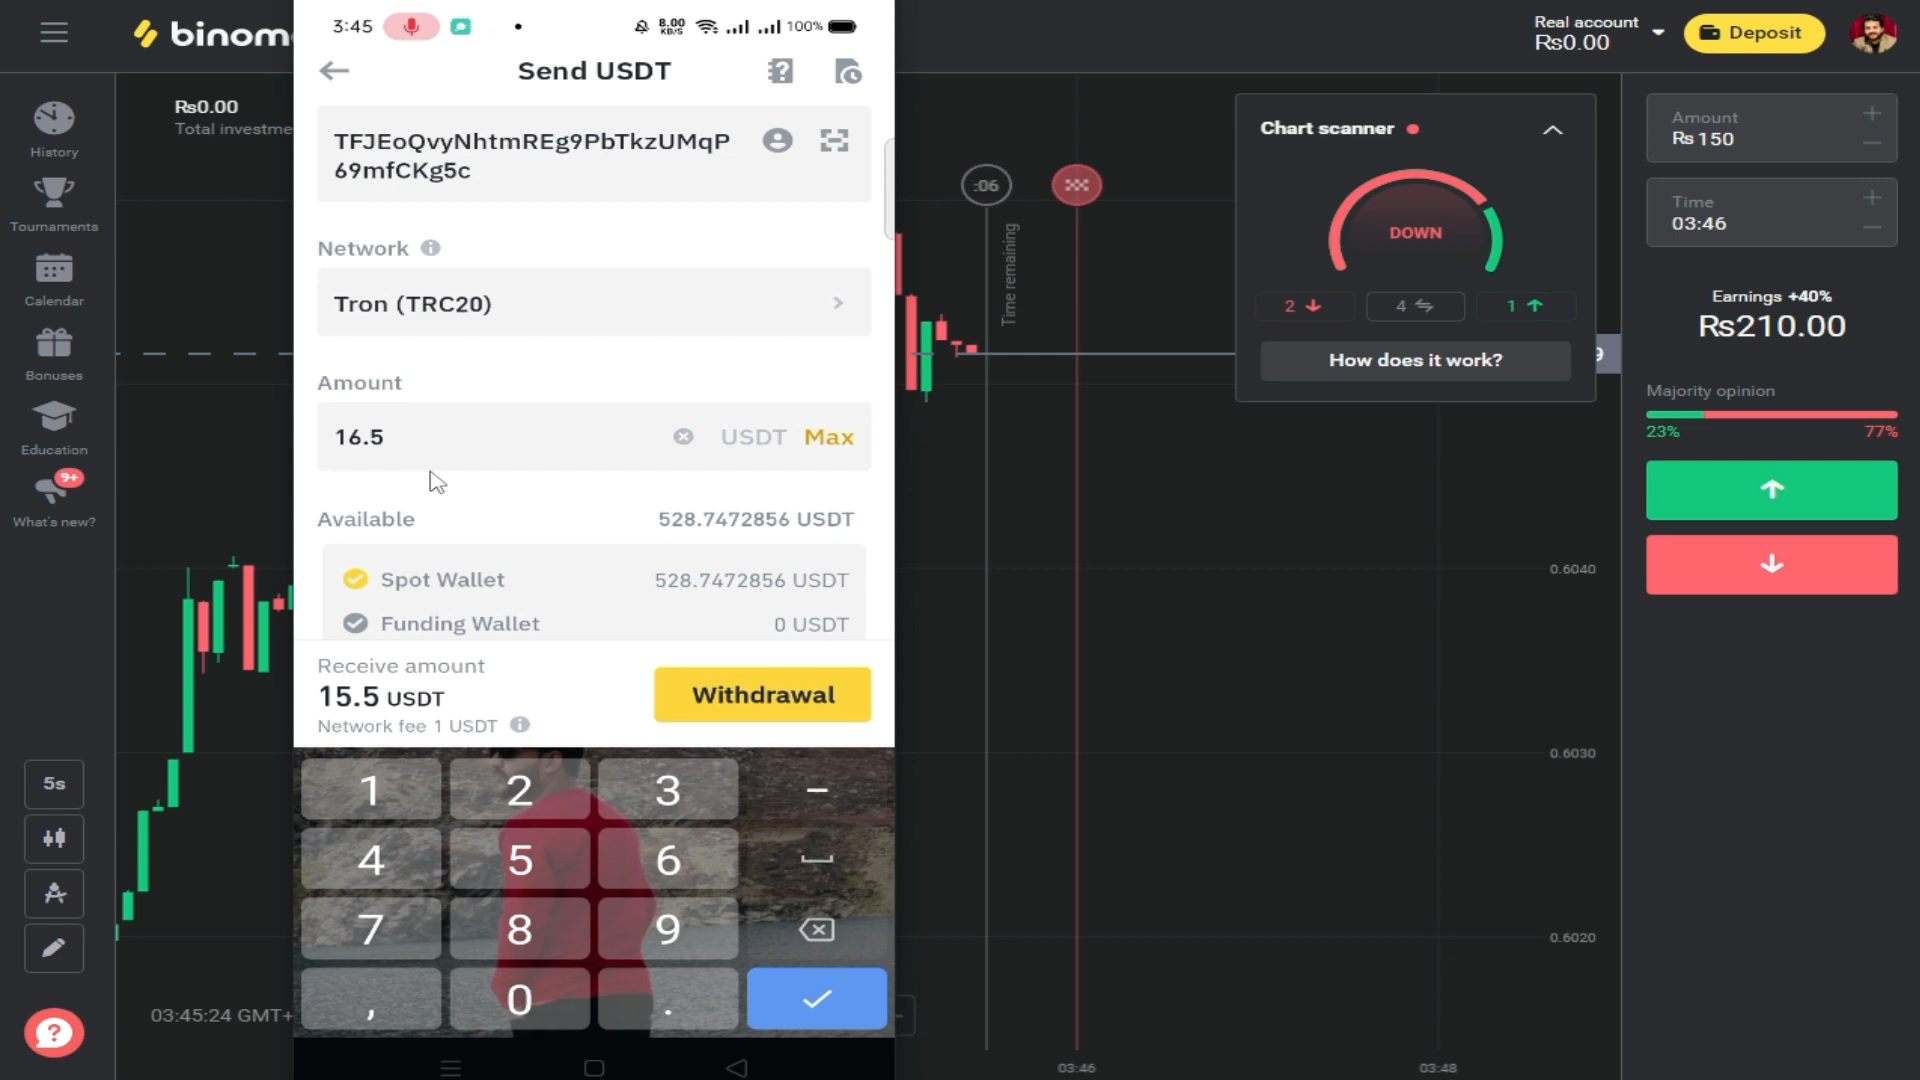 binom
Real account
Rs0.00
Deposit
Rs0.00
Total investme
History
Tournaments
Calendar
Bonuses
Education
9+
What's new?
5s
03:45:24 GMT+
3:45
8.00
KB/S
100%
Send USDT
TFJEoQvyNhtmREg9PbTkzUMqP
69mfCKg5c
Network
Tron (TRC20)
Amount
16.5
USDT Max
Available
528.7472856 USDT
Spot Wallet
528.7472856 USDT
Funding Wallet
0 USDT
Receive amount
15.5 USDT
Network fee 1 USDT
Withdrawal
1 2 3 –
4 5 6
7 8 9
, 0 .
:06
Time remaining
Chart scanner
DOWN
2 4 1
How does it work?
9
0.6040
0.6030
0.6020
03:46
03:48
Amount
Rs 150
Time
03:46
Earnings +40%
Rs210.00
Majority opinion
23% 77%